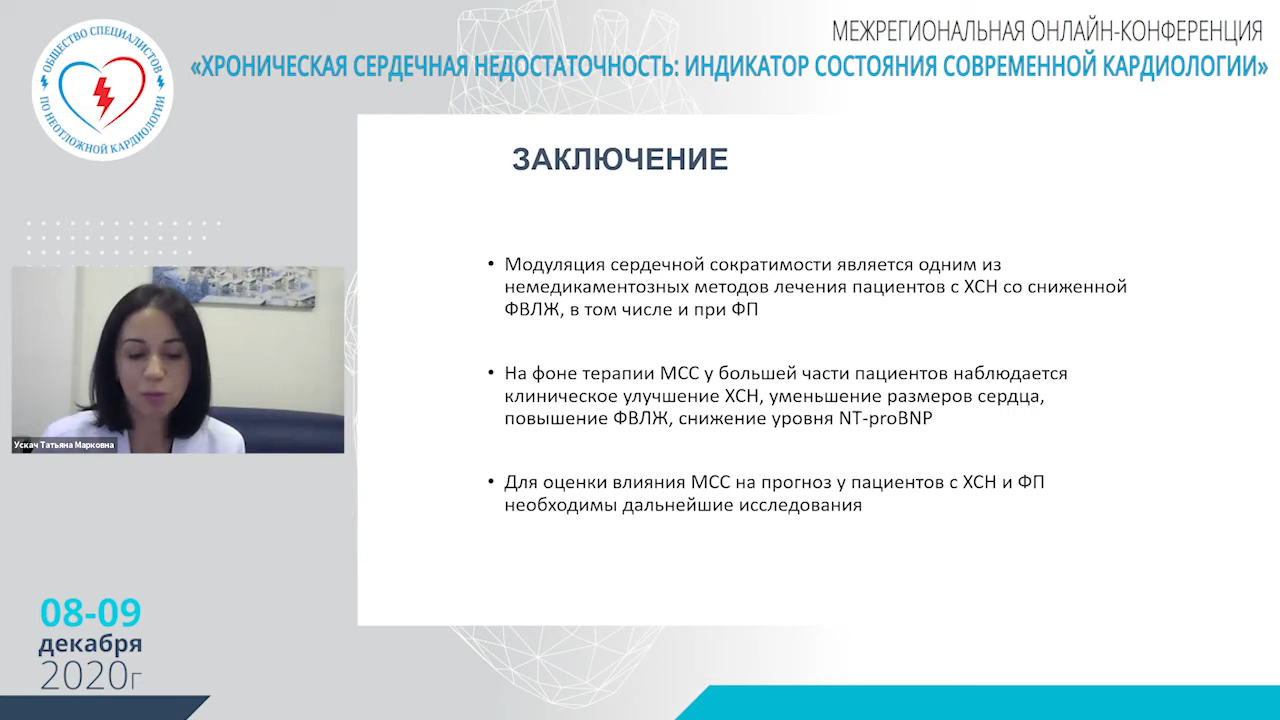 МЕЖРЕГИОНАЛЬНАЯ ОНЛАЙН-КОНФЕРЕНЦИЯ
«ХРОНИЧЕСКАЯ СЕРДЕЧНАЯ НЕДОСТАТОЧНОСТЬ: ИНДИКАТОР СОСТОЯНИЯ СОВРЕМЕННОЙ КАРДИОЛОГИИ»
ОБЩЕСТВО СПЕЦИАЛИСТОВ
ПО НЕОТЛОЖНОЙ КАРДИОЛОГИИ
ЗАКЛЮЧЕНИЕ
• Модуляция сердечной сократимости является одним из
немедикаментозных методов лечения пациентов с ХСН со сниженной
ФВЛЖ, в том числе и при ФП
• На фоне терапии МСС у большей части пациентов наблюдается
клиническое улучшение ХСН, уменьшение размеров сердца,
повышение ФВЛЖ, снижение уровня NT-proBNP
• Для оценки влияния МСС на прогноз у пациентов с ХСН и ФП
необходимы дальнейшие исследования
Ускач Татьяна Марковна
08-09
декабря
2020г